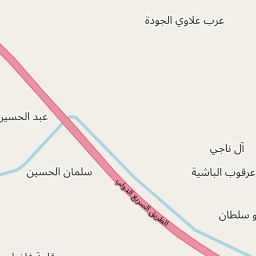 عرب علاوي الجودة
عبد الحسين
آل ناجي
عرقوب الباشية
سلمان الحسين
الطريق السريع الدولي
و سلطان